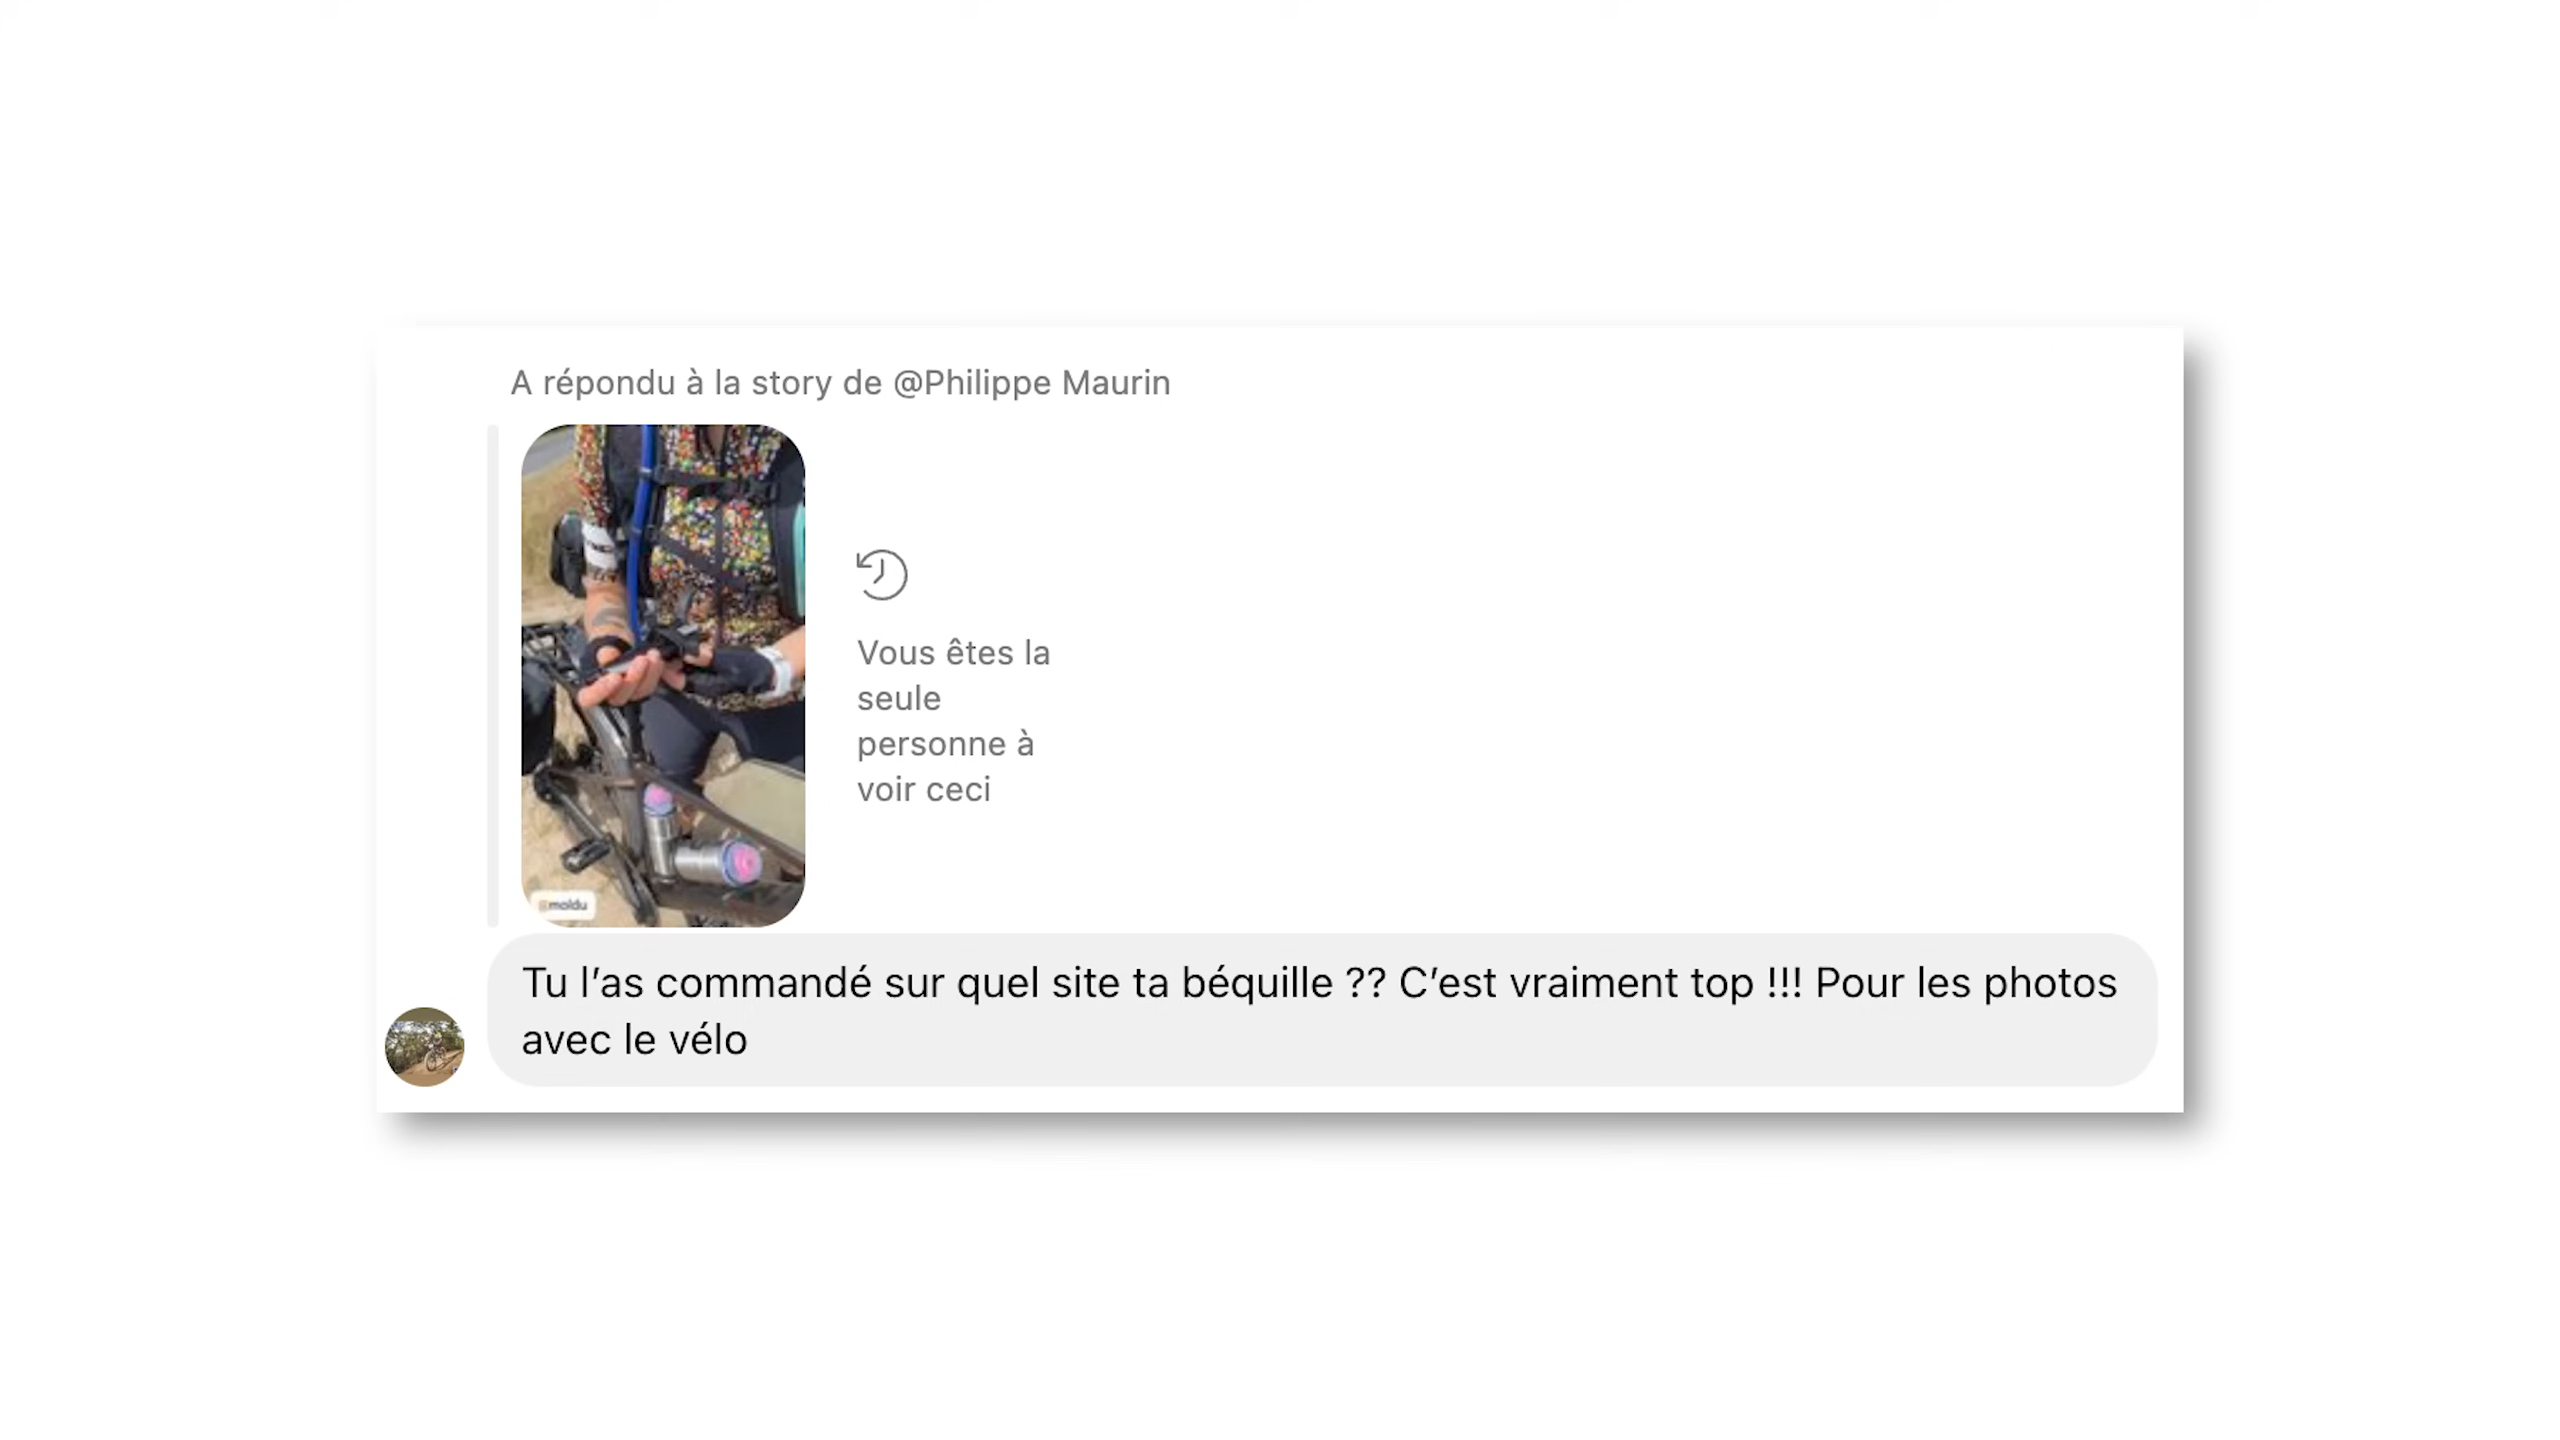 A répondu à la story de @Philippe Maurin
Vous êtes la
seule
personne à
voir ceci
@moldu
Tu l’as commandé sur quel site ta béquille ?? C’est vraiment top !!! Pour les photos
avec le vélo